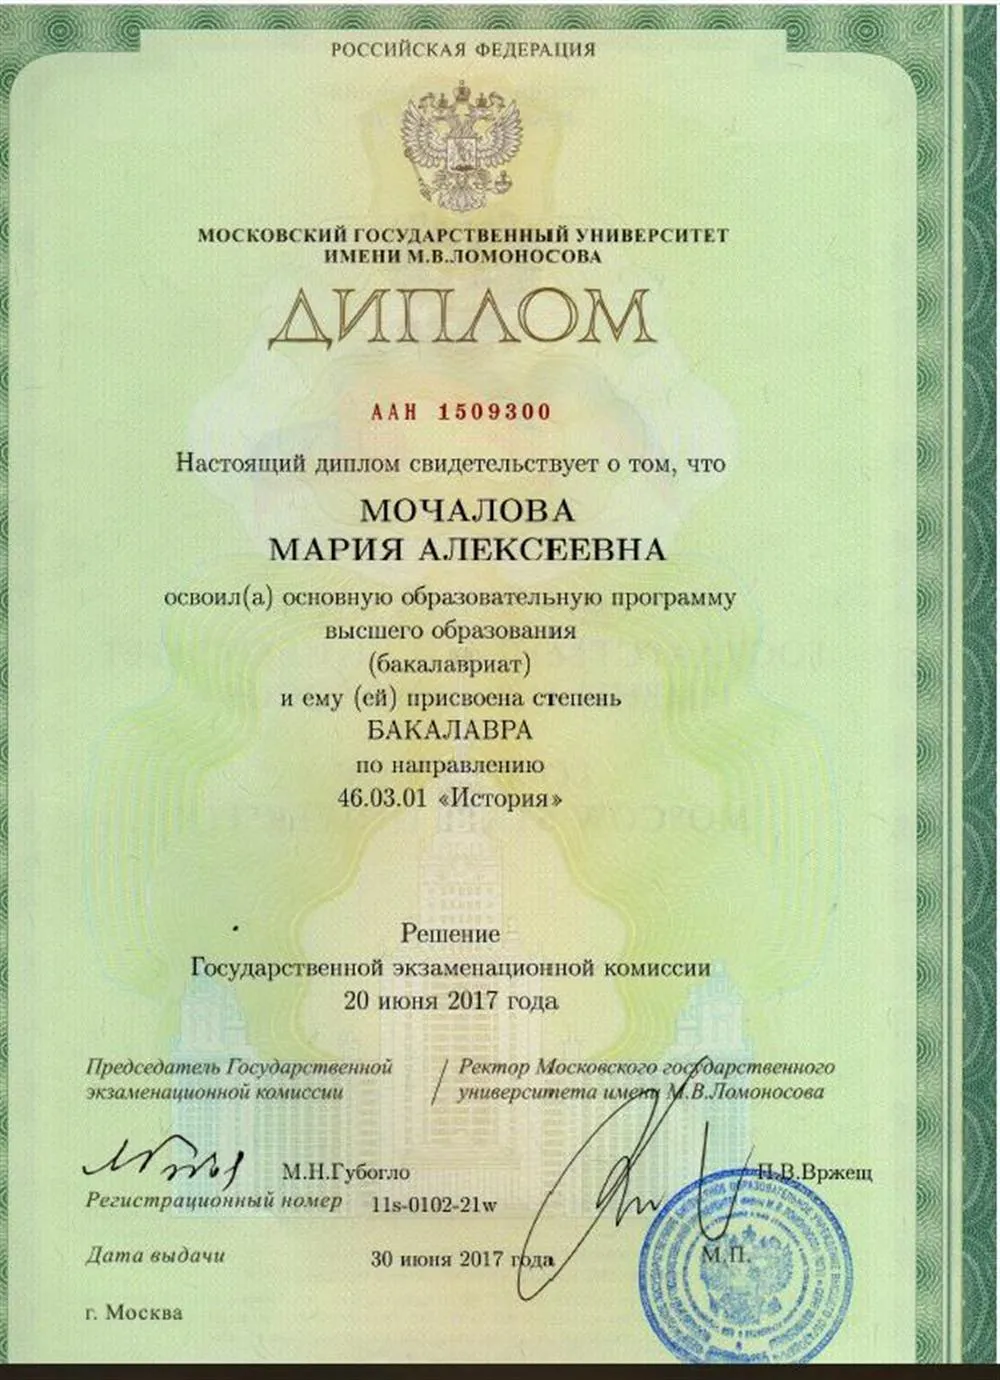 РОССИЙСКАЯ ФЕДЕРАЦИЯ
МОСКОВСКИЙ ГОСУДАРСТВЕННЫЙ УНИВЕРСИТЕТ
ИМЕНИ М.В.ЛОМОНОСОВА
ДИПЛОМ
ААН 1509300
Настоящий диплом свидетельствует о том, что
МОЧАЛОВА
МАРИЯ АЛЕКСЕЕВНА
освоил(а) основную образовательную программу
высшего образования
(бакалавриат)
и ему (ей) присвоена степень
БАКАЛАВРА
по направлению
46.03.01 «История»
Решение
Государственной экзаменационной комиссии
20 июня 2017 года
Председатель Государственной
экзаменационной комиссии
Ректор Московского государственного
университета имени М.В.Ломоносова
М.Н.Губогло
П.В.Вржещ
Регистрационный номер 11s-0102-21w
Дата выдачи 30 июня 2017 года
М.П.
г. Москва